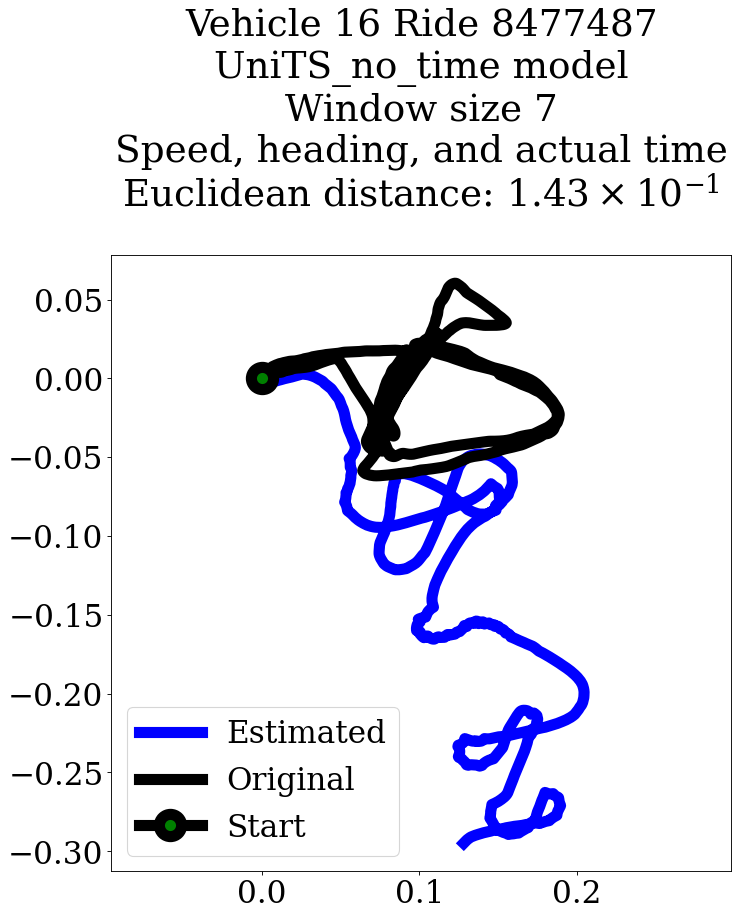 Vehicle 16 Ride 8477487
UniTS_no_time model
Window size 7
Speed, heading, and actual time
Euclidean distance: 1.43 × 10⁻¹
0.05
0.00
−0.05
−0.10
−0.15
−0.20
−0.25
−0.30
Estimated
Original
Start
0.0 0.1 0.2